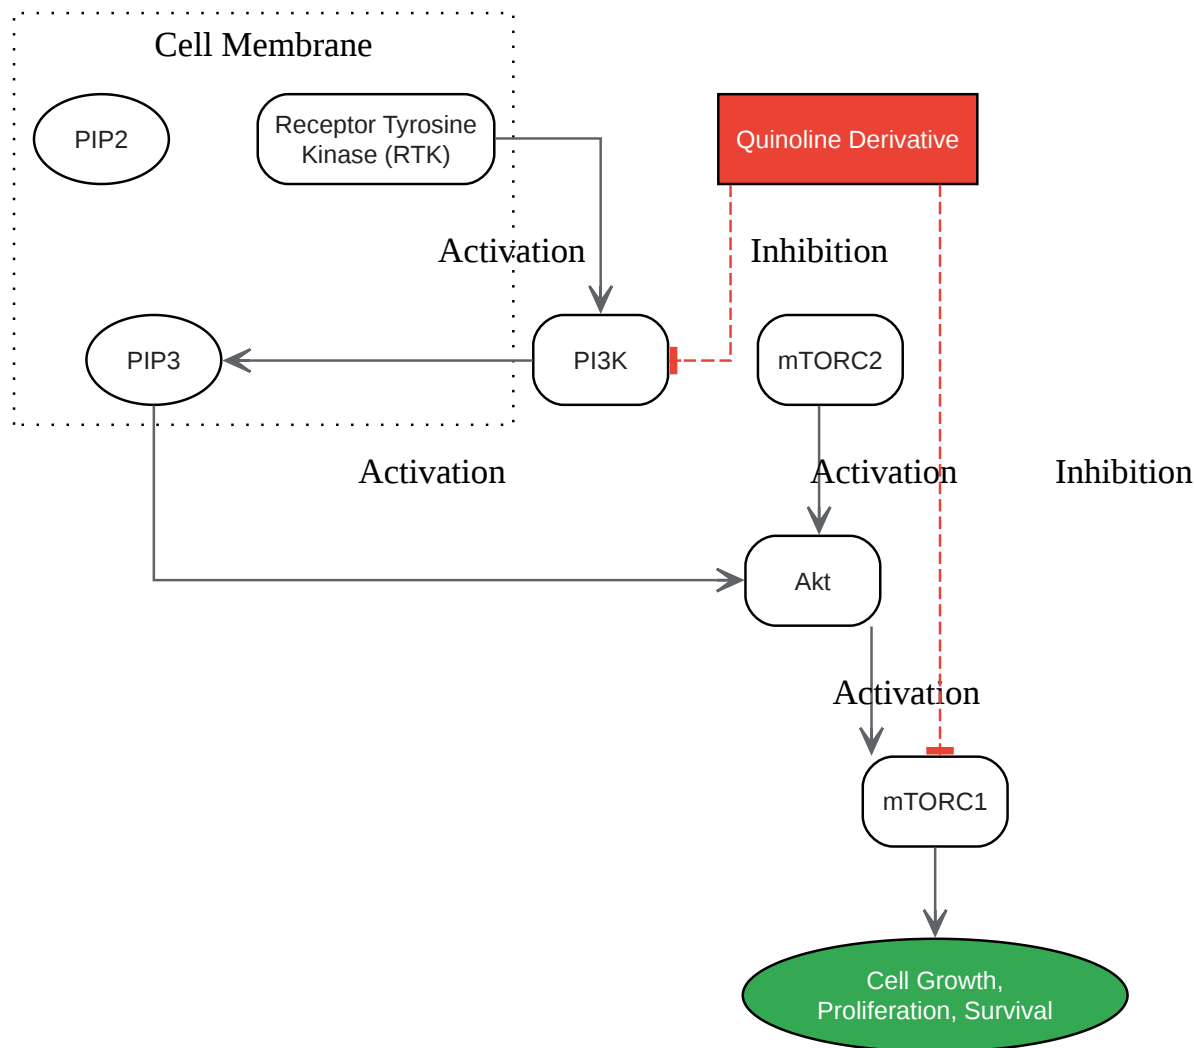 Cell Membrane
PIP2
Receptor Tyrosine
Kinase (RTK)
Quinoline Derivative
Activation
Inhibition
PIP3
PI3K
mTORC2
Activation
Activation
Inhibition
Akt
Activation
mTORC1
Cell Growth,
Proliferation, Survival